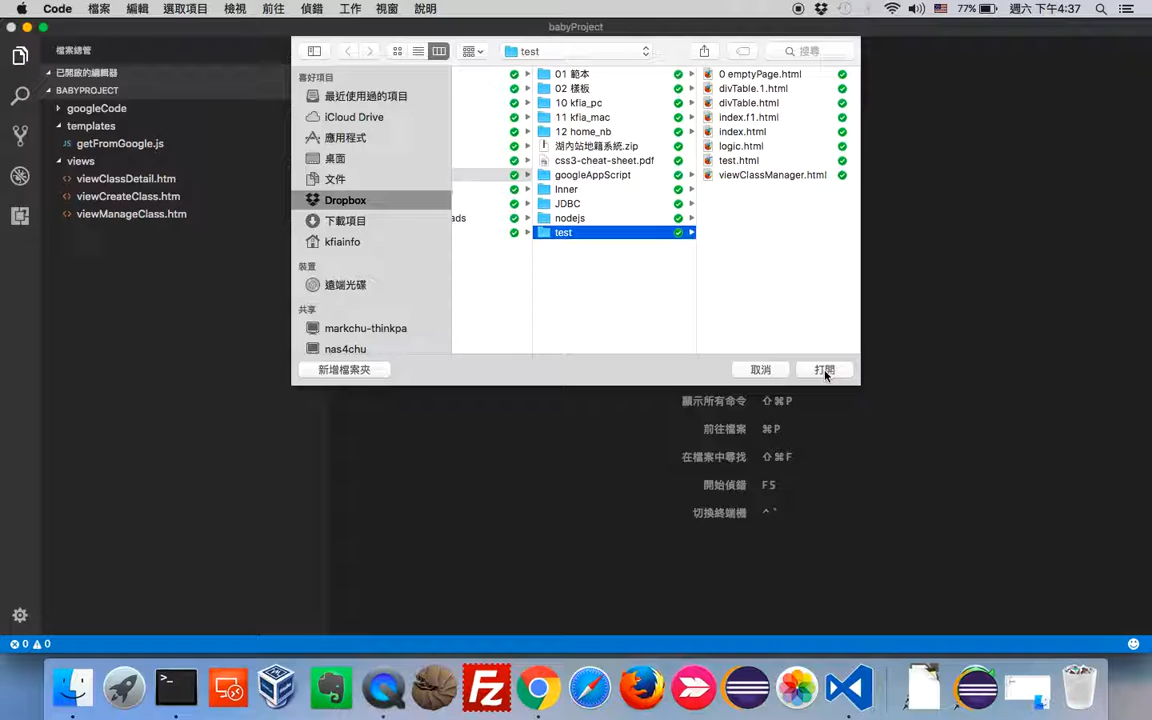 Code 檔案 編輯 選取項目 檢視 前往 偵錯 工作 視窗 說明 77% 週六 下午4:37
babyProject
檔案總管
已開啟的編輯器
BABYPROJECT
googleCode
templates
getFromGoogle.js
views
viewClassDetail.htm
viewCreateClass.htm
viewManageClass.htm
test
搜尋
喜好項目
最近使用過的項目
iCloud Drive
應用程式
桌面
文件
Dropbox
下載項目
kfiainfo
裝置
遠端光碟
共享
markchu-thinkpa
nas4chu
ads
01 範本
02 樣板
10 kfia_pc
11 kfia_mac
12 home_nb
湖內站地籍系統.zip
css3-cheat-sheet.pdf
googleAppScript
Inner
JDBC
nodejs
test
0 emptyPage.html
divTable.1.html
divTable.html
index.f1.html
index.html
logic.html
test.html
viewClassManager.html
新增檔案夾
取消
打開
顯示所有命令 ⇧⌘P
前往檔案 ⌘P
在檔案中尋找 ⇧⌘F
開始偵錯 F5
切換終端機 ⌃`
0 0
>_
FZ